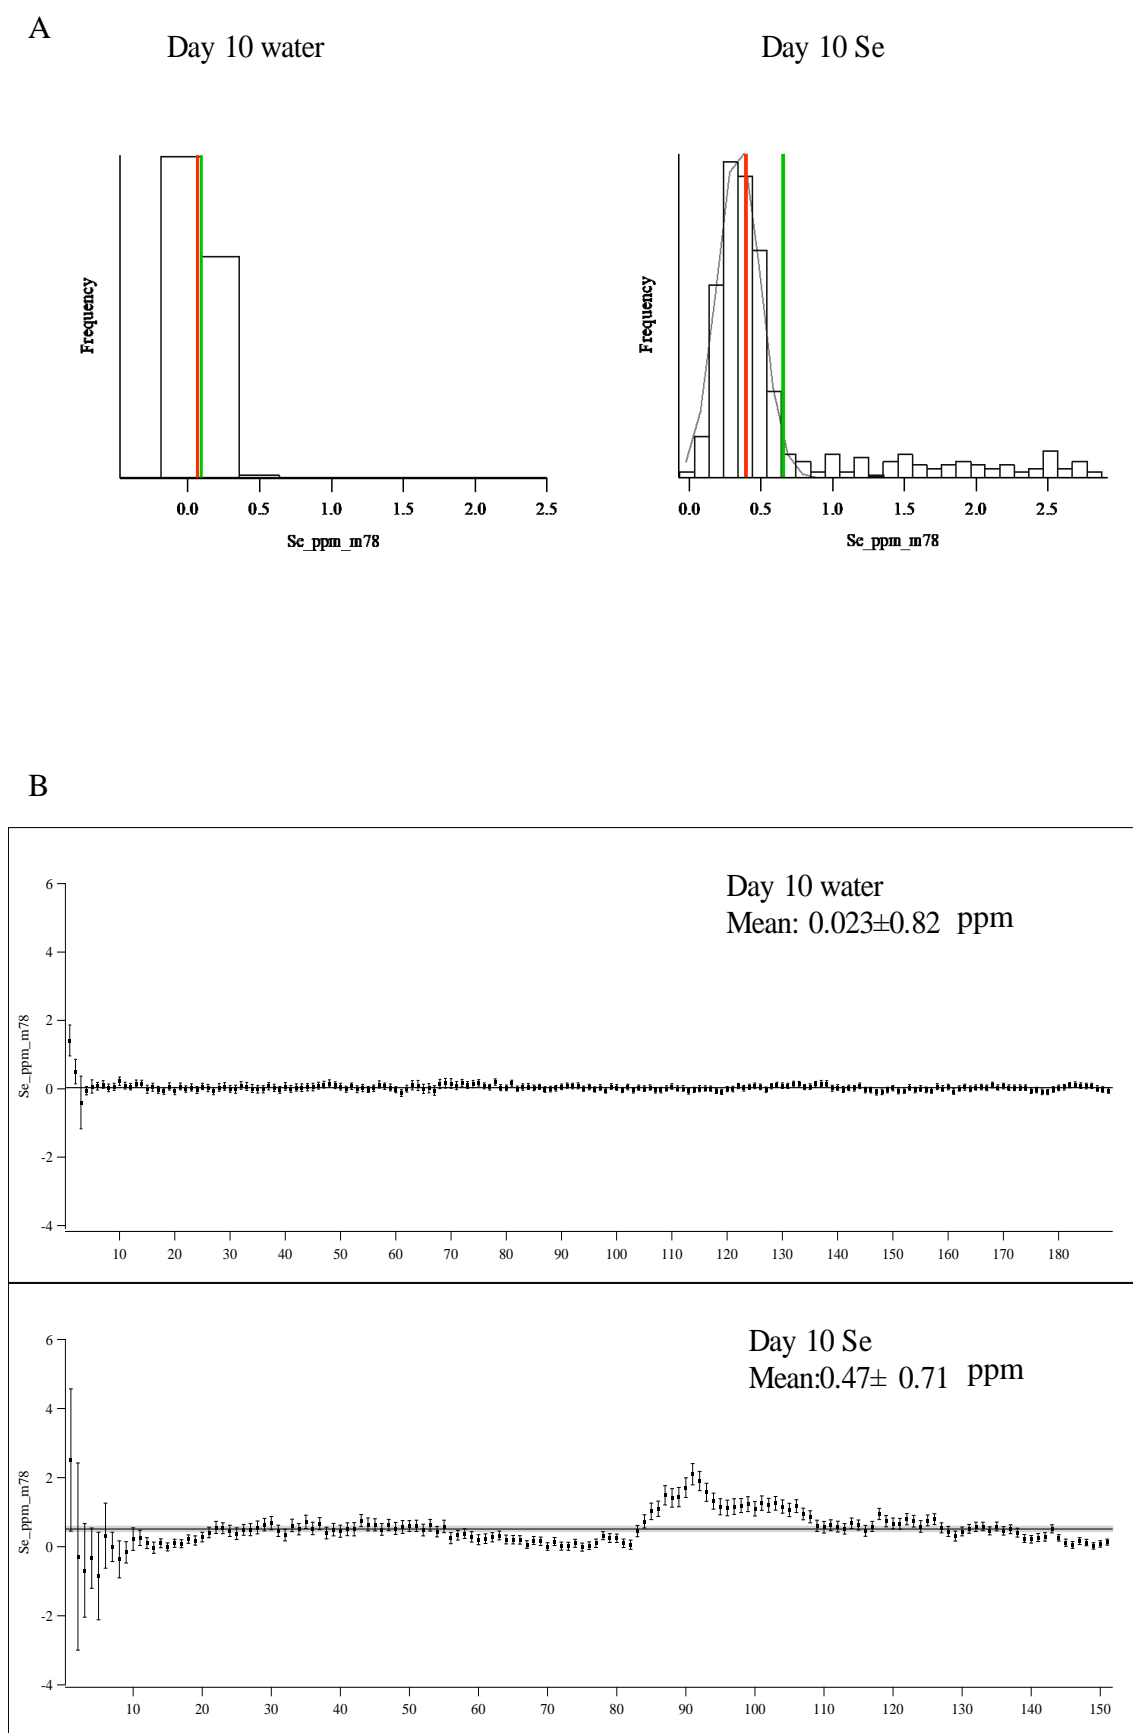 A
Day 10 water
Day 10 Se
Frequency
0.0 0.5 1.0 1.5 2.0 2.5
Se_ppm_m78
Frequency
0.0 0.5 1.0 1.5 2.0 2.5
Se_ppm_m78
B
Day 10 water
Mean: 0.023±0.82 ppm
Se_ppm_m78
6
4
2
0
-2
-4
10 20 30 40 50 60 70 80 90 100 110 120 130 140 150 160 170 180
Day 10 Se
Mean:0.47± 0.71 ppm
Se_ppm_m78
6
4
2
0
-2
-4
10 20 30 40 50 60 70 80 90 100 110 120 130 140 150